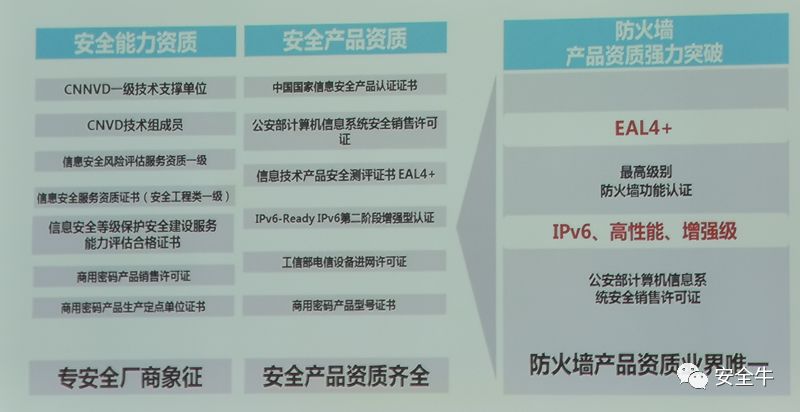 安全能力资质
CNNVD一级技术支撑单位
CNVD技术组成员
信息安全风险评估服务资质一级
信息安全服务资质证书（安全工程类一级）
信息安全等级保护安全建设服务
能力评估合格证书
商用密码产品销售许可证
商用密码产品生产定点单位证书
专安全厂商象征
安全产品资质
中国国家信息安全产品认证证书
公安部计算机信息系统安全销售许可
证
信息技术产品安全测评证书 EAL4+
IPv6-Ready IPv6第二阶段增强型认证
工信部电信设备进网许可证
商用密码产品型号证书
安全产品资质齐全
防火墙
产品资质强力突破
EAL4+
最高级别
防火墙功能认证
IPv6、高性能、增强级
公安部计算机信息系
统安全销售许可证
防火墙产品资质业界唯一
安全牛